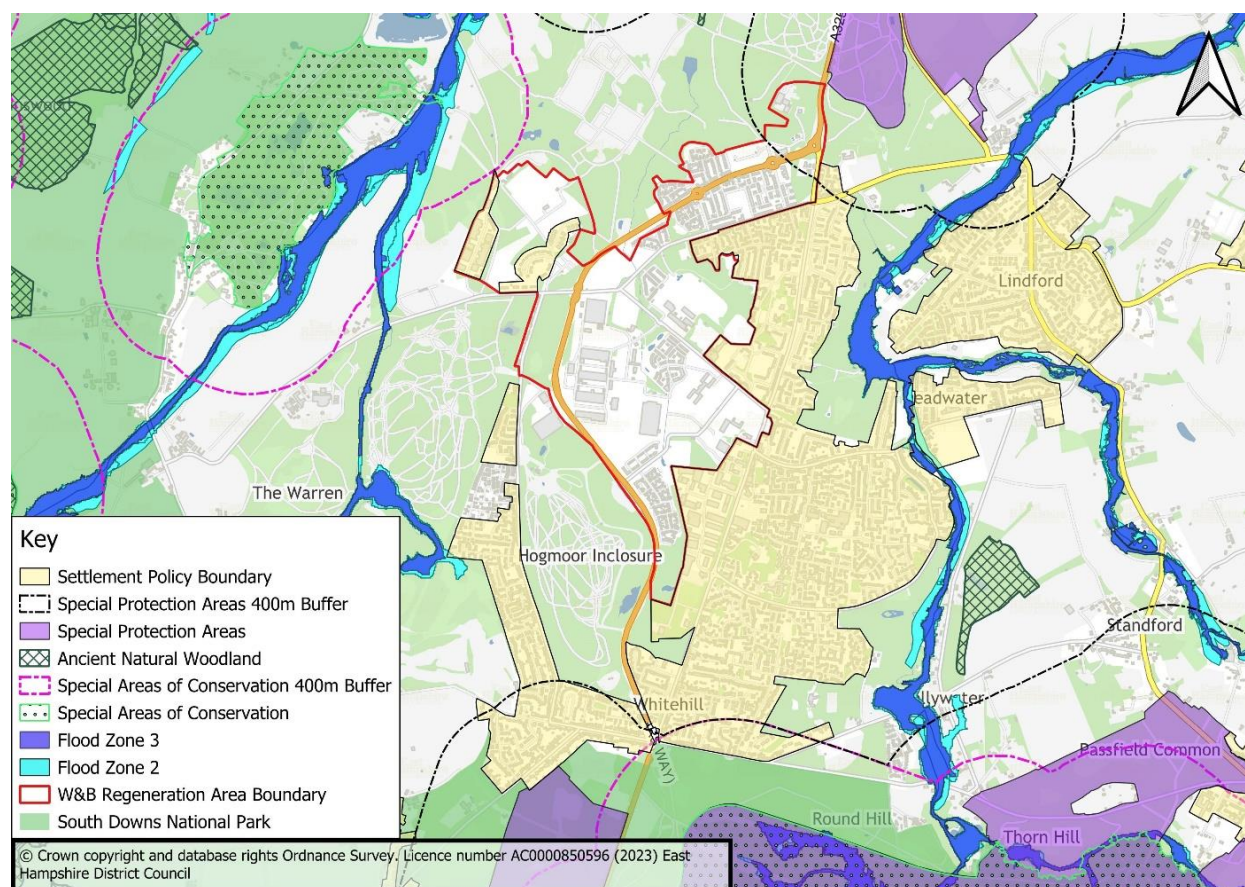 A325
Lindford
eadwater
The Warren
Hogmoor Inclosure
Standford
Whitehill
llywater
WAY)
Passfield Common
Round Hill
Thorn Hill
Key
Settlement Policy Boundary
Special Protection Areas 400m Buffer
Special Protection Areas
Ancient Natural Woodland
Special Areas of Conservation 400m Buffer
Special Areas of Conservation
Flood Zone 3
Flood Zone 2
W&B Regeneration Area Boundary
South Downs National Park
© Crown copyright and database rights Ordnance Survey. Licence number AC0000850596 (2023) East
Hampshire District Council